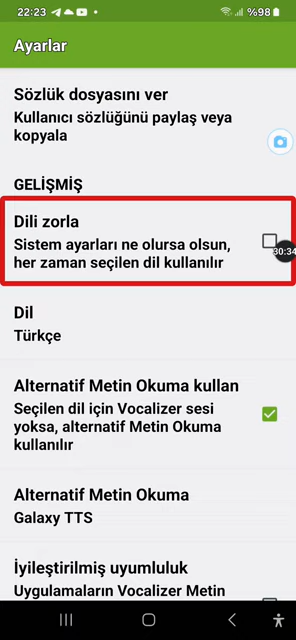 22:23 %98
Ayarlar
Sözlük dosyasını ver
Kullanıcı sözlüğünü paylaş veya
kopyala
GELİŞMİŞ
Dili zorla
Sistem ayarları ne olursa olsun,
her zaman seçilen dil kullanılır
30:34
Dil
Türkçe
Alternatif Metin Okuma kullan
Seçilen dil için Vocalizer sesi
yoksa, alternatif Metin Okuma
kullanılır
Alternatif Metin Okuma
Galaxy TTS
İyileştirilmiş uyumluluk
Uygulamaların Vocalizer Metin